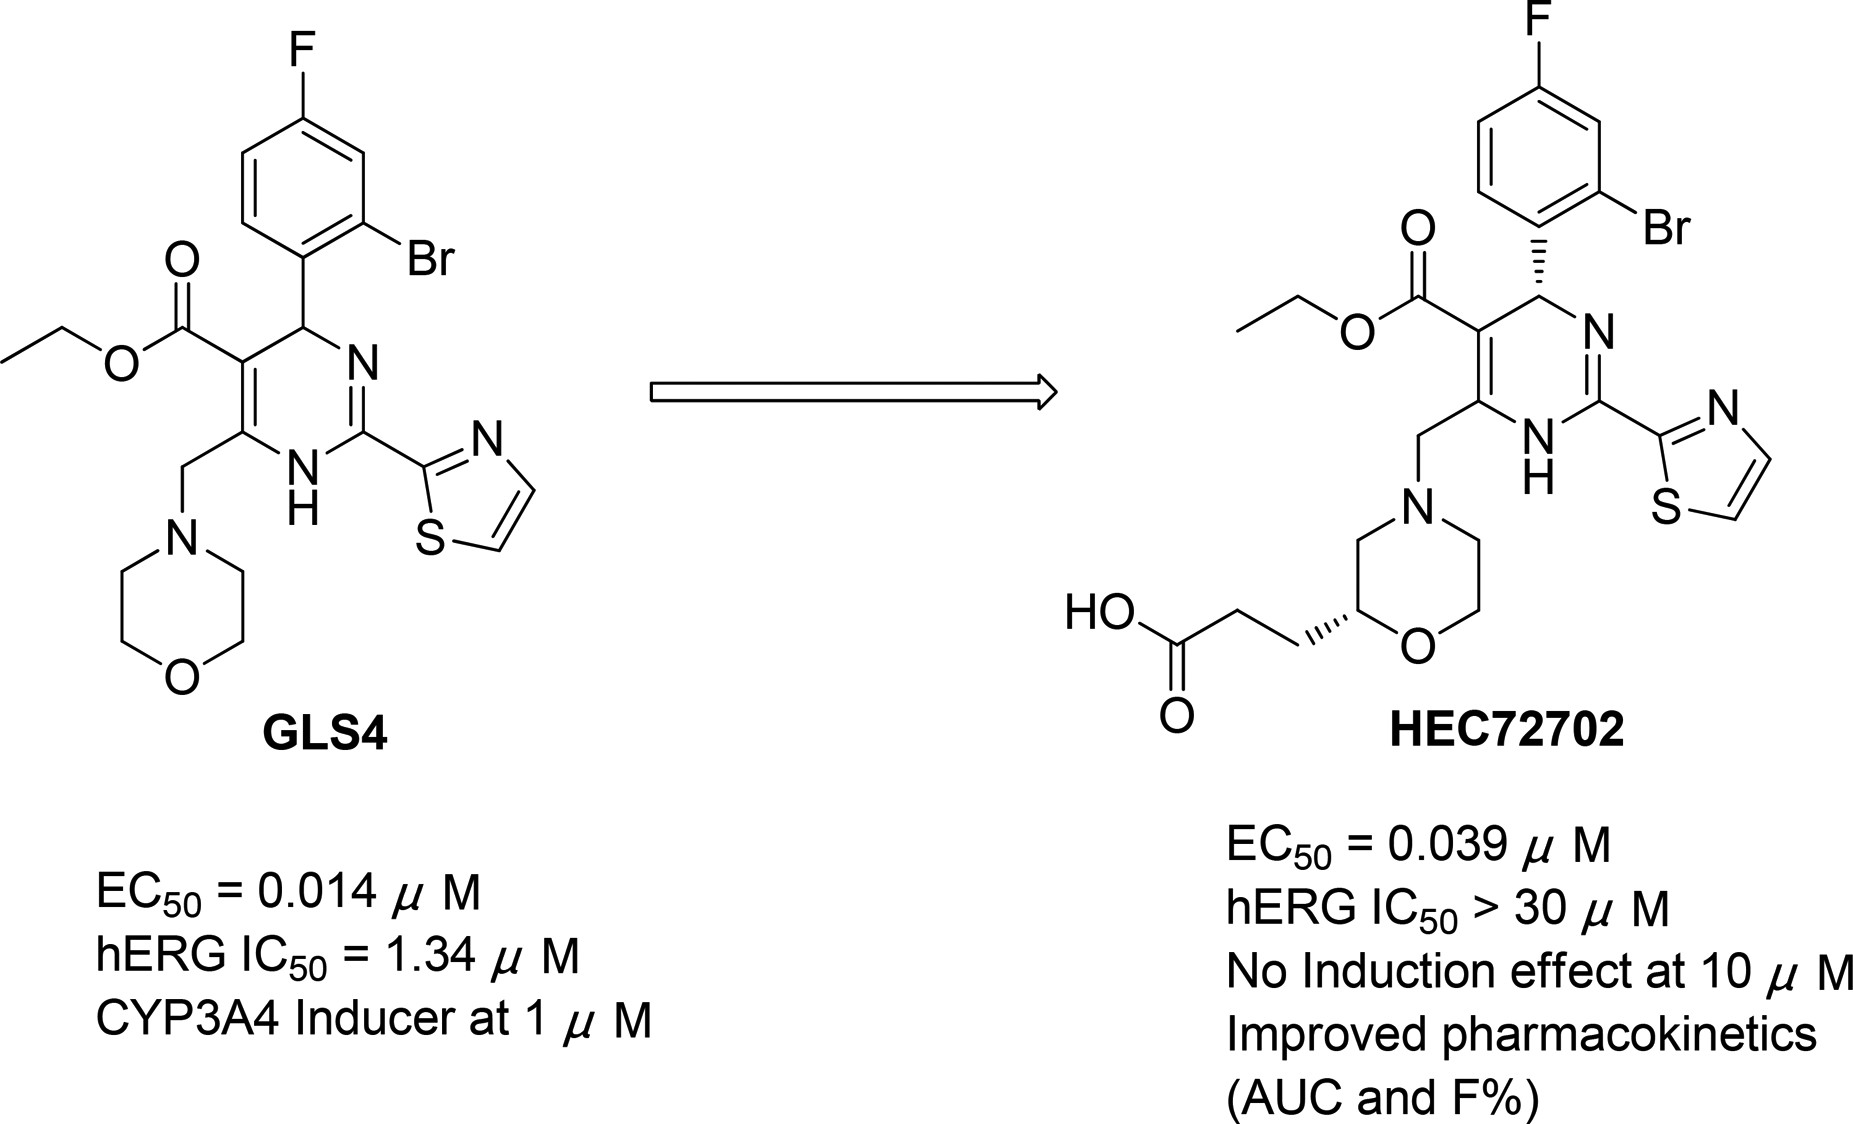 F
Br
O
O
N
N
H
N
S
N
O
GLS4
EC50 = 0.014 μ M
hERG IC50 = 1.34 μ M
CYP3A4 Inducer at 1 μ M
F
Br
O
O
N
N
H
N
S
N
O
HO
O
HEC72702
EC50 = 0.039 μ M
hERG IC50 > 30 μ M
No Induction effect at 10 μ M
Improved pharmacokinetics
(AUC and F%)